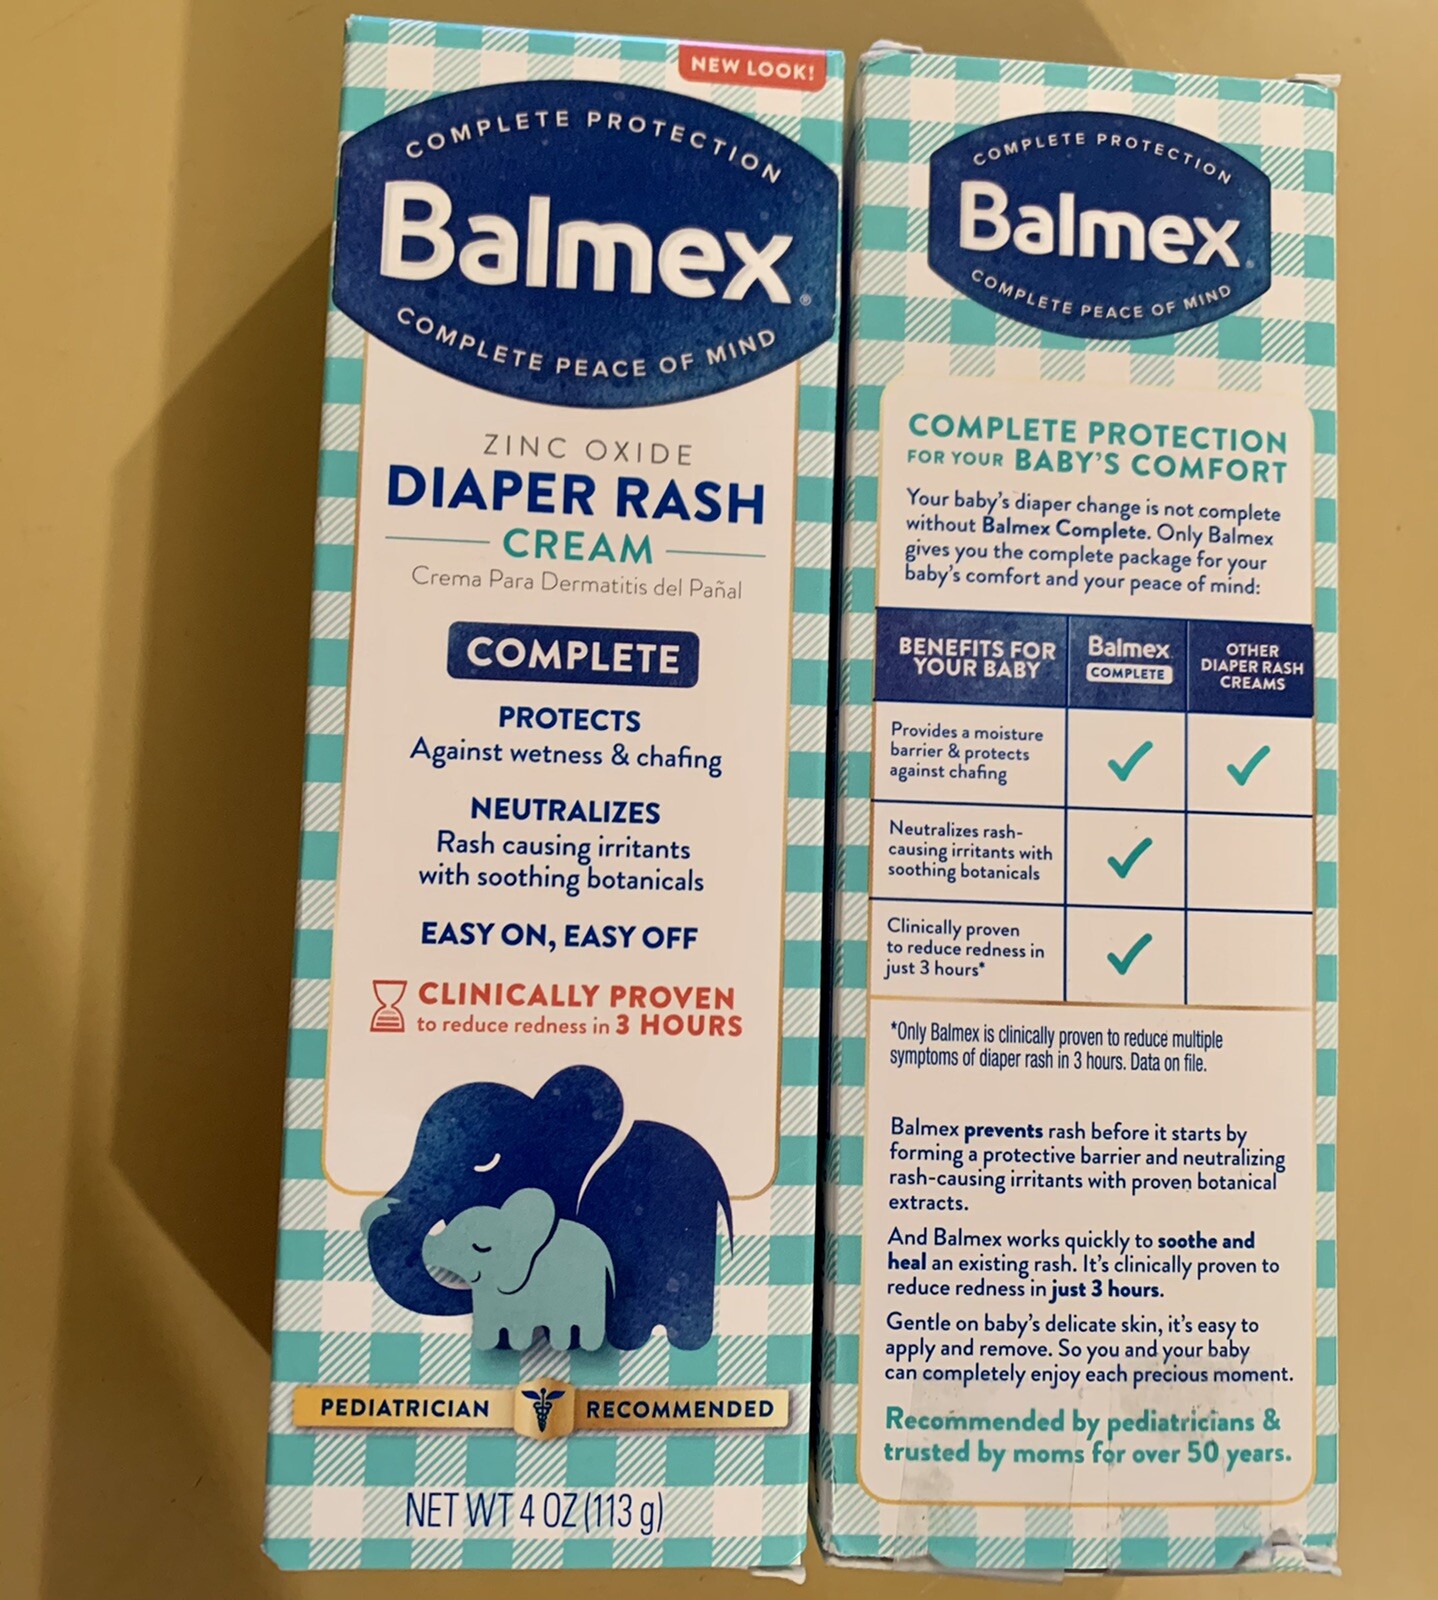 NEW LOOK!
COMPLETE PROTECTION
Balmex®
COMPLETE PEACE OF MIND
ZINC OXIDE
DIAPER RASH
CREAM
Crema Para Dermatitis del Pañal
COMPLETE
PROTECTS
Against wetness & chafing
NEUTRALIZES
Rash causing irritants
with soothing botanicals
EASY ON, EASY OFF
CLINICALLY PROVEN
to reduce redness in 3 HOURS
PEDIATRICIAN RECOMMENDED
NET WT 4 OZ (113 g)
COMPLETE PROTECTION
Balmex®
COMPLETE PEACE OF MIND
COMPLETE PROTECTION
FOR YOUR BABY'S COMFORT
Your baby's diaper change is not complete
without Balmex Complete. Only Balmex
gives you the complete package for your
baby's comfort and your peace of mind:
BENEFITS FOR
YOUR BABY
Balmex
COMPLETE
OTHER
DIAPER RASH
CREAMS
Provides a moisture
barrier & protects
against chafing
Neutralizes rash-
causing irritants with
soothing botanicals
Clinically proven
to reduce redness in
just 3 hours*
*Only Balmex is clinically proven to reduce multiple
symptoms of diaper rash in 3 hours. Data on file.
Balmex prevents rash before it starts by
forming a protective barrier and neutralizing
rash-causing irritants with proven botanical
extracts.
And Balmex works quickly to soothe and
heal an existing rash. It's clinically proven to
reduce redness in just 3 hours.
Gentle on baby's delicate skin, it's easy to
apply and remove. So you and your baby
can completely enjoy each precious moment.
Recommended by pediatricians &
trusted by moms for over 50 years.